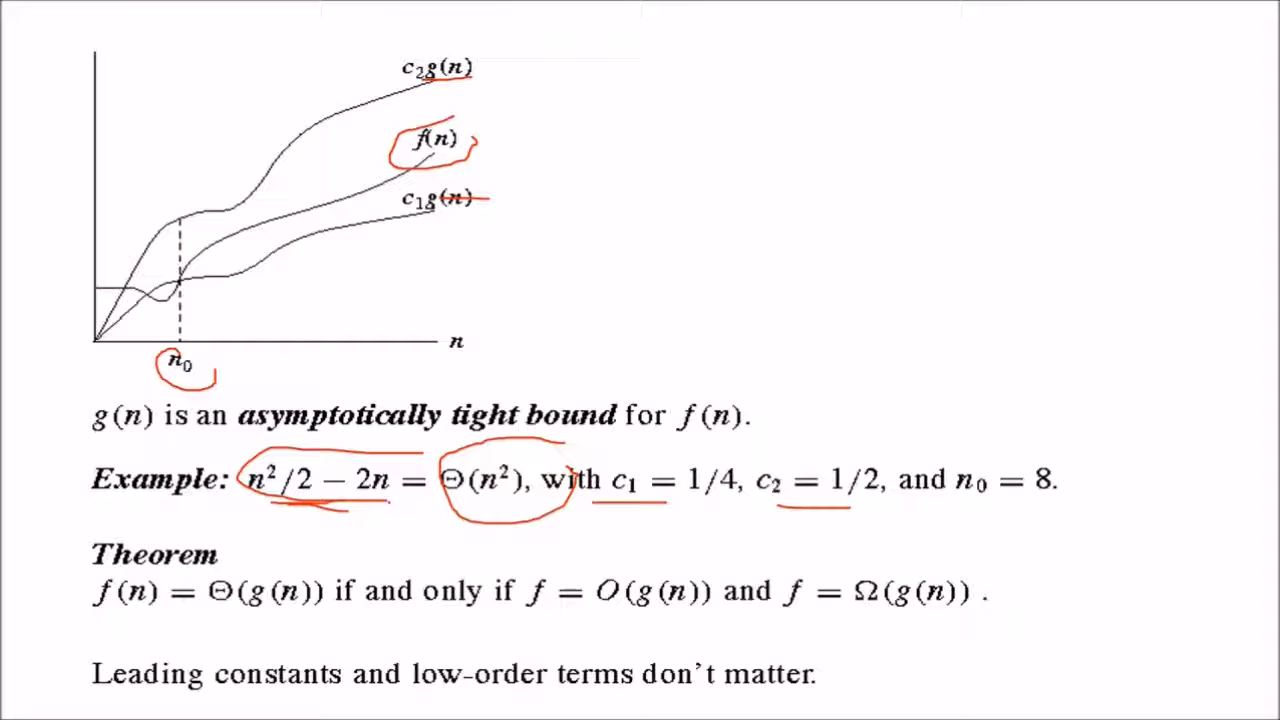 c₂g(n)
f(n)
c₁g(n)
n
n₀
g(n) is an asymptotically tight bound for f(n).
Example: n²/2 − 2n = Θ(n²), with c₁ = 1/4, c₂ = 1/2, and n₀ = 8.
Theorem
f(n) = Θ(g(n)) if and only if f = O(g(n)) and f = Ω(g(n)) .
Leading constants and low-order terms don't matter.